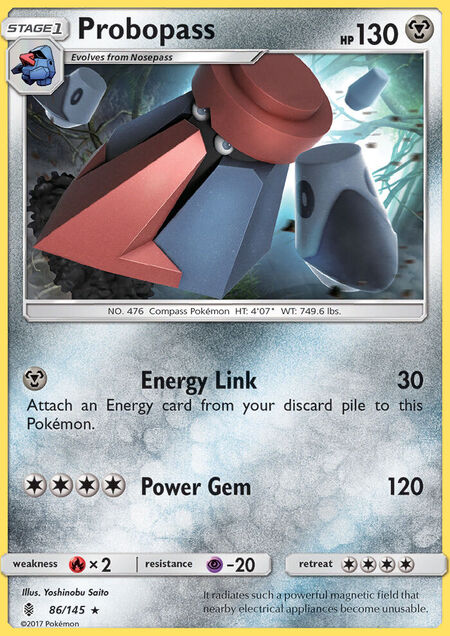 STAGE1
Probopass
HP 130
Evolves from Nosepass
NO. 476 Compass Pokémon HT: 4'07" WT: 749.6 lbs.
Energy Link 30
Attach an Energy card from your discard pile to this
Pokémon.
Power Gem 120
weakness ×2 resistance -20 retreat
Illus. Yoshinobu Saito
86/145 ★
©2017 Pokémon
It radiates such a powerful magnetic field that
nearby electrical appliances become unusable.